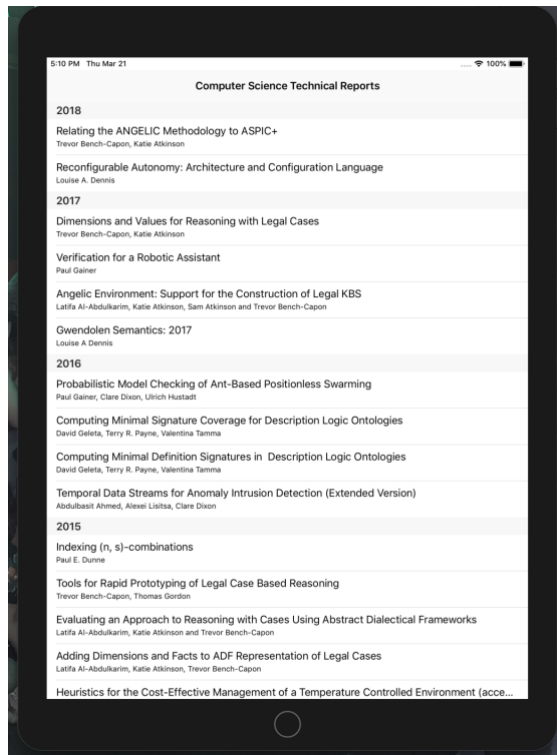 5:10 PM Thu Mar 21
100%
Computer Science Technical Reports
2018
Relating the ANGELIC Methodology to ASPIC+
Trevor Bench-Capon, Katie Atkinson
Reconfigurable Autonomy: Architecture and Configuration Language
Louise A. Dennis
2017
Dimensions and Values for Reasoning with Legal Cases
Trevor Bench-Capon, Katie Atkinson
Verification for a Robotic Assistant
Paul Gainer
Angelic Environment: Support for the Construction of Legal KBS
Latifa Al-Abdulkarim, Katie Atkinson, Sam Atkinson and Trevor Bench-Capon
Gwendolen Semantics: 2017
Louise A Dennis
2016
Probabilistic Model Checking of Ant-Based Positionless Swarming
Paul Gainer, Clare Dixon, Ulrich Hustadt
Computing Minimal Signature Coverage for Description Logic Ontologies
David Geleta, Terry R. Payne, Valentina Tamma
Computing Minimal Definition Signatures in  Description Logic Ontologies
David Geleta, Terry R. Payne, Valentina Tamma
Temporal Data Streams for Anomaly Intrusion Detection (Extended Version)
Abdulbasit Ahmed, Alexei Lisitsa, Clare Dixon
2015
Indexing (n, s)-combinations
Paul E. Dunne
Tools for Rapid Prototyping of Legal Case Based Reasoning
Trevor Bench-Capon, Thomas Gordon
Evaluating an Approach to Reasoning with Cases Using Abstract Dialectical Frameworks
Latifa Al-Abdulkarim, Katie Atkinson and Trevor Bench-Capon
Adding Dimensions and Facts to ADF Representation of Legal Cases
Latifa Al-Abdulkarim, Katie Atkinson, Trevor Bench-Capon
Heuristics for the Cost-Effective Management of a Temperature Controlled Environment (acce...